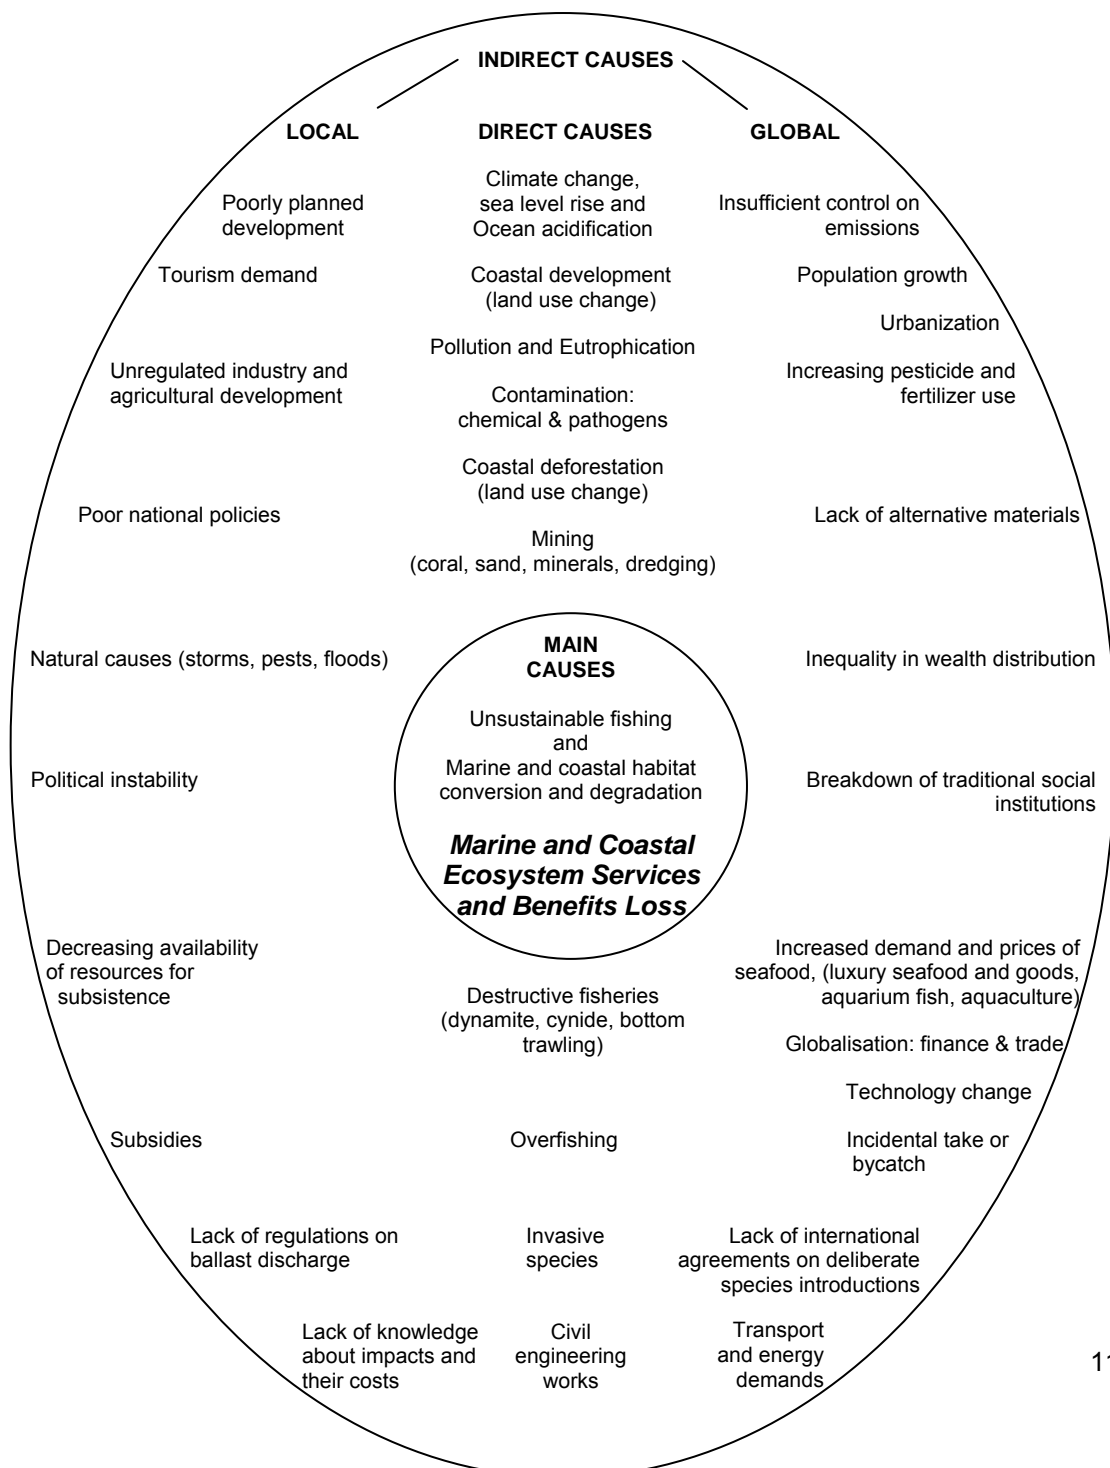 INDIRECT CAUSES
LOCAL
DIRECT CAUSES
GLOBAL
Poorly planned
development
Climate change,
sea level rise and
Ocean acidification
Insufficient control on
emissions
Tourism demand
Coastal development
(land use change)
Population growth
Urbanization
Pollution and Eutrophication
Unregulated industry and
agricultural development
Contamination:
chemical & pathogens
Increasing pesticide and
fertilizer use
Coastal deforestation
(land use change)
Poor national policies
Lack of alternative materials
Mining
(coral, sand, minerals, dredging)
Natural causes (storms, pests, floods)
MAIN
CAUSES
Inequality in wealth distribution
Unsustainable fishing
and
Marine and coastal habitat
conversion and degradation
Political instability
Breakdown of traditional social
institutions
Marine and Coastal
Ecosystem Services
and Benefits Loss
Decreasing availability
of resources for
subsistence
Destructive fisheries
(dynamite, cynide, bottom
trawling)
Increased demand and prices of
seafood, (luxury seafood and goods,
aquarium fish, aquaculture)
Globalisation: finance & trade
Technology change
Subsidies
Overfishing
Incidental take or
bycatch
Lack of regulations on
ballast discharge
Invasive
species
Lack of international
agreements on deliberate
species introductions
Lack of knowledge
about impacts and
their costs
Civil
engineering
works
Transport
and energy
demands